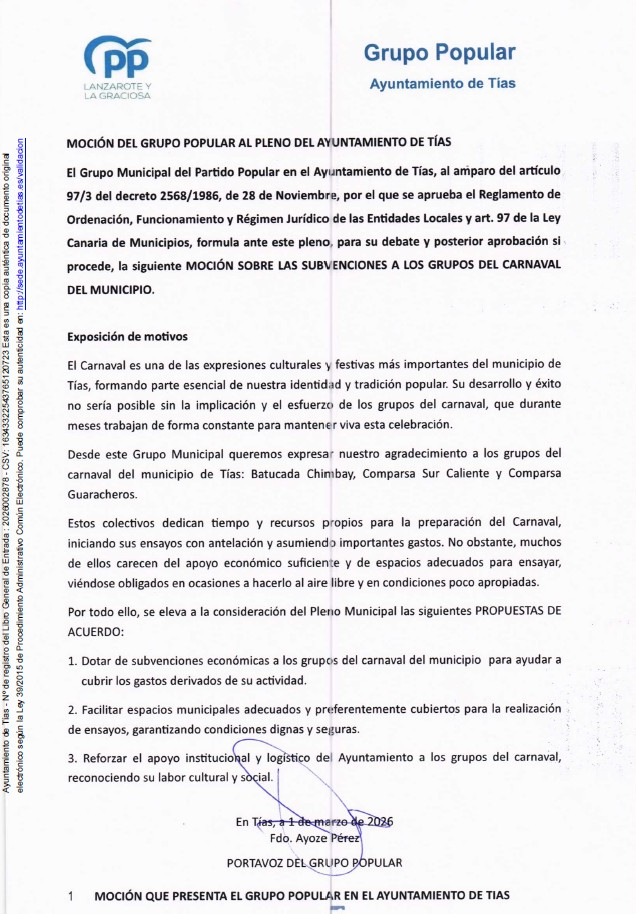 PP
LANZAROTE Y
LA GRACIOSA
Grupo Popular
Ayuntamiento de Tías
MOCIÓN DEL GRUPO POPULAR AL PLENO DEL AYUNTAMIENTO DE TÍAS
El Grupo Municipal del Partido Popular en el Ayuntamiento de Tías, al amparo del artículo
97/3 del decreto 2568/1986, de 28 de Noviembre, por el que se aprueba el Reglamento de
Ordenación, Funcionamiento y Régimen Jurídico de las Entidades Locales y art. 97 de la Ley
Canaria de Municipios, formula ante este pleno, para su debate y posterior aprobación si
procede, la siguiente MOCIÓN SOBRE LAS SUBVENCIONES A LOS GRUPOS DEL CARNAVAL
DEL MUNICIPIO.
Exposición de motivos
El Carnaval es una de las expresiones culturales y festivas más importantes del municipio de
Tías, formando parte esencial de nuestra identidad y tradición popular. Su desarrollo y éxito
no sería posible sin la implicación y el esfuerzo de los grupos del carnaval, que durante
meses trabajan de forma constante para mantener viva esta celebración.
Desde este Grupo Municipal queremos expresar nuestro agradecimiento a los grupos del
carnaval del municipio de Tías: Batucada Chimbay, Comparsa Sur Caliente y Comparsa
Guaracheros.
Estos colectivos dedican tiempo y recursos propios para la preparación del Carnaval,
iniciando sus ensayos con antelación y asumiendo importantes gastos. No obstante, muchos
de ellos carecen del apoyo económico suficiente y de espacios adecuados para ensayar,
viéndose obligados en ocasiones a hacerlo al aire libre y en condiciones poco apropiadas.
Por todo ello, se eleva a la consideración del Pleno Municipal las siguientes PROPUESTAS DE
ACUERDO:
1. Dotar de subvenciones económicas a los grupos del carnaval del municipio para ayudar a
cubrir los gastos derivados de su actividad.
2. Facilitar espacios municipales adecuados y preferentemente cubiertos para la realización
de ensayos, garantizando condiciones dignas y seguras.
3. Reforzar el apoyo institucional y logístico del Ayuntamiento a los grupos del carnaval,
reconociendo su labor cultural y social.
En Tías, a 1 de marzo de 2026
Fdo. Ayoze Pérez
PORTAVOZ DEL GRUPO POPULAR
1 MOCIÓN QUE PRESENTA EL GRUPO POPULAR EN EL AYUNTAMIENTO DE TIAS
Ayuntamiento de Tías - Nº de registro del Libro General de Entrada : 2026002878 - CSV: 16343322543765120723 Esta es una copia auténtica de documento original
electrónico según la Ley 39/2015 de Procedimiento Administrativo Común Electrónico. Puede comprobar su autenticidad en: http://sede.ayuntamientodetias.es/validacion